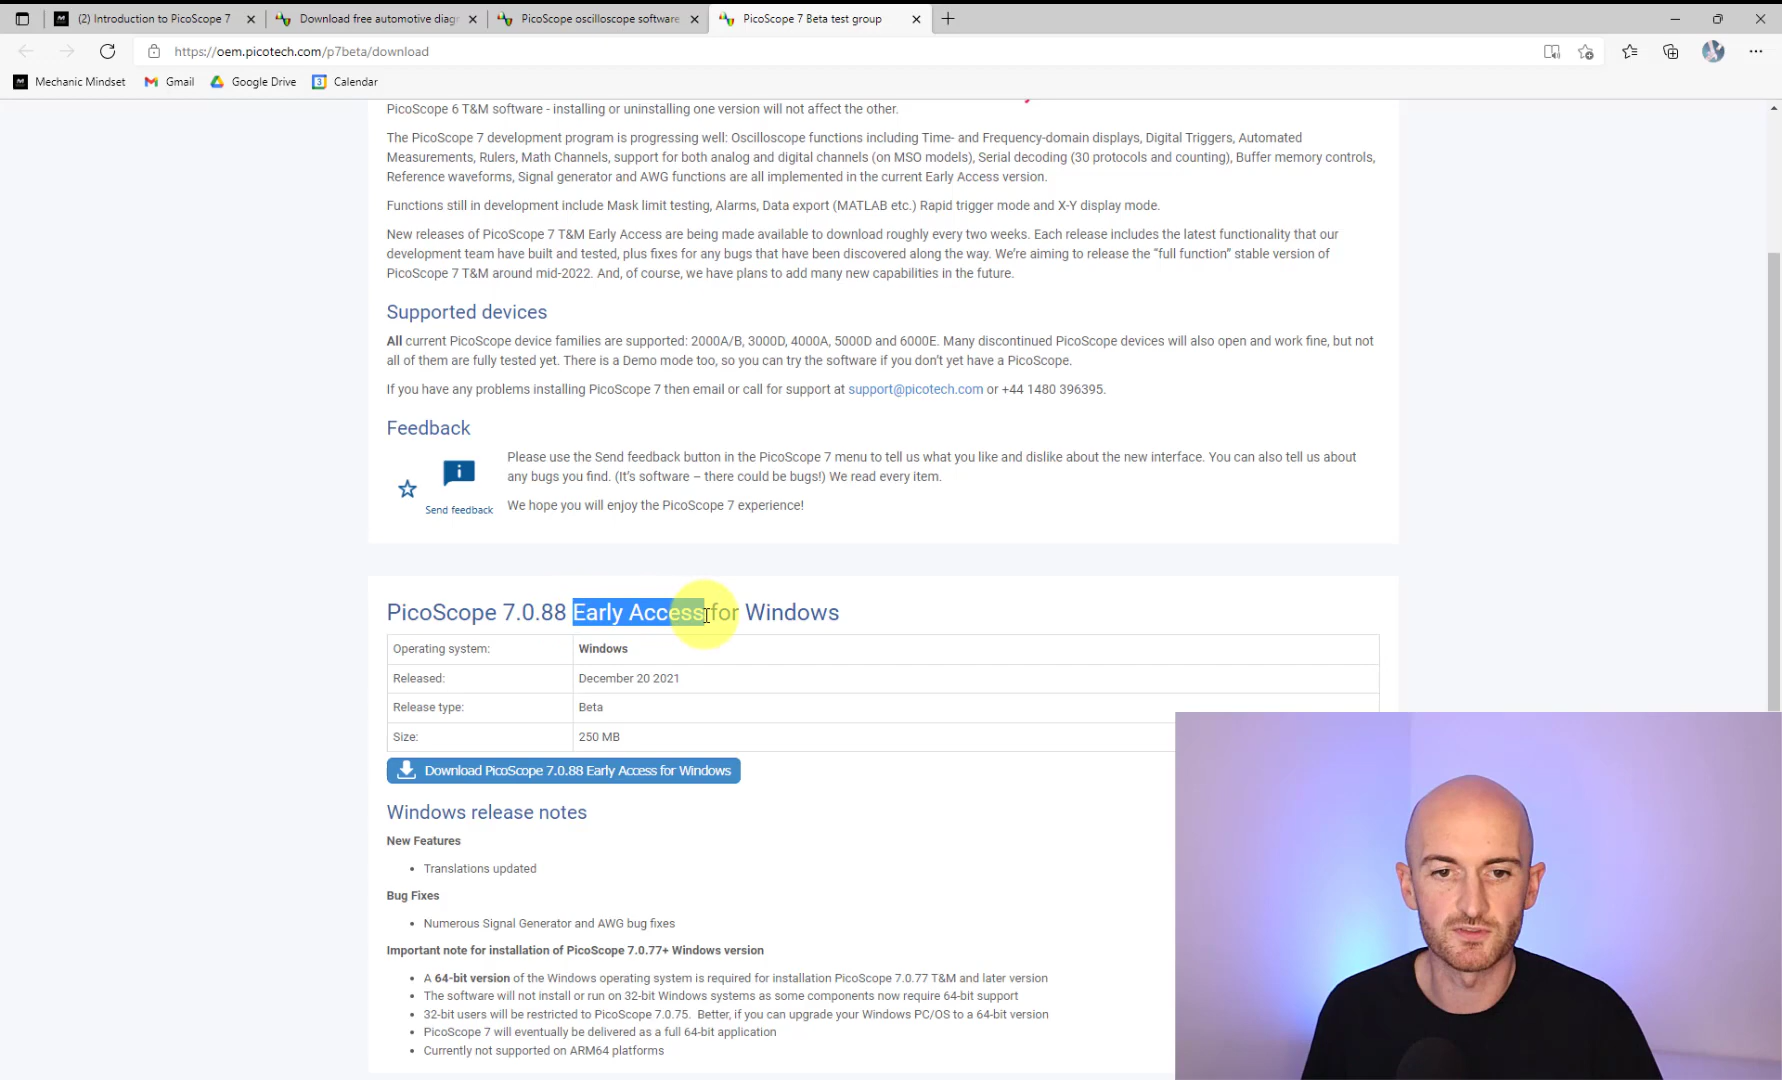 (2) Introduction to PicoScope 7
Download free automotive diag
PicoScope oscilloscope software
PicoScope 7 Beta test group
https://oem.picotech.com/p7beta/download
Mechanic Mindset
Gmail
Google Drive
Calendar
PicoScope 6 T&M software - installing or uninstalling one version will not affect the other.
The PicoScope 7 development program is progressing well: Oscilloscope functions including Time- and Frequency-domain displays, Digital Triggers, Automated
Measurements, Rulers, Math Channels, support for both analog and digital channels (on MSO models), Serial decoding (30 protocols and counting), Buffer memory controls,
Reference waveforms, Signal generator and AWG functions are all implemented in the current Early Access version.
Functions still in development include Mask limit testing, Alarms, Data export (MATLAB etc.) Rapid trigger mode and X-Y display mode.
New releases of PicoScope 7 T&M Early Access are being made available to download roughly every two weeks. Each release includes the latest functionality that our
development team have built and tested, plus fixes for any bugs that have been discovered along the way. We're aiming to release the “full function” stable version of
PicoScope 7 T&M around mid-2022. And, of course, we have plans to add many new capabilities in the future.
Supported devices
All current PicoScope device families are supported: 2000A/B, 3000D, 4000A, 5000D and 6000E. Many discontinued PicoScope devices will also open and work fine, but not
all of them are fully tested yet. There is a Demo mode too, so you can try the software if you don't yet have a PicoScope.
If you have any problems installing PicoScope 7 then email or call for support at support@picotech.com or +44 1480 396395.
Feedback
Please use the Send feedback button in the PicoScope 7 menu to tell us what you like and dislike about the new interface. You can also tell us about
any bugs you find. (It's software – there could be bugs!) We read every item.
We hope you will enjoy the PicoScope 7 experience!
Send feedback
PicoScope 7.0.88 Early Access for Windows
Operating system: Windows
Released: December 20 2021
Release type: Beta
Size: 250 MB
Download PicoScope 7.0.88 Early Access for Windows
Windows release notes
New Features
• Translations updated
Bug Fixes
• Numerous Signal Generator and AWG bug fixes
Important note for installation of PicoScope 7.0.77+ Windows version
• A 64-bit version of the Windows operating system is required for installation PicoScope 7.0.77 T&M and later version
• The software will not install or run on 32-bit Windows systems as some components now require 64-bit support
• 32-bit users will be restricted to PicoScope 7.0.75. Better, if you can upgrade your Windows PC/OS to a 64-bit version
• PicoScope 7 will eventually be delivered as a full 64-bit application
• Currently not supported on ARM64 platforms